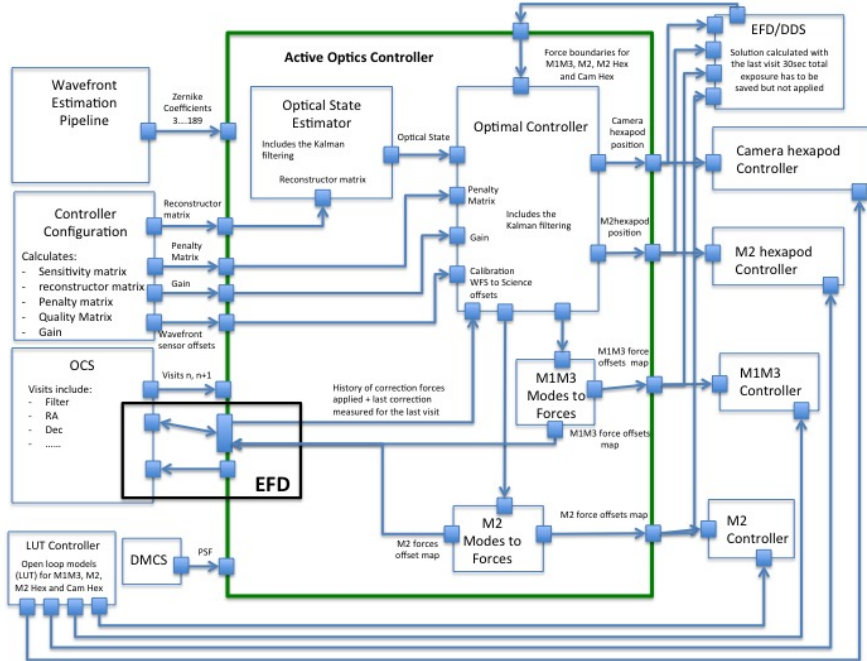 EFD/DDS
Solution calculated with
the last visit 30sec total
exposure has to be
saved but not applied
Active Optics Controller
Force boundaries for
M1M3, M2, M2 Hex
and Cam Hex
Wavefront
Estimation
Pipeline
Zernike
Coefficients
3....189
Optical State
Estimator
Includes the Kalman
filtering
Reconstructor matrix
Optical State
Optimal Controller
Penalty
Matrix
Includes the
Kalman filtering
Gain
Calibration
WFS to Science
offsets
Camera
hexapod
position
Camera hexapod
Controller
Controller
Configuration
Calculates:
- Sensitivity matrix
- reconstructor matrix
- Penalty matrix
- Quality Matrix
- Gain
Reconstructor
matrix
Penalty
Matrix
Gain
Wavefront
sensor offsets
M2hexapod
position
M2 hexapod
Controller
OCS
Visits include:
- Filter
- RA
- Dec
- ......
Visits n, n+1
History of correction forces
applied + last correction
measured for the last visit
EFD
M1M3
Modes to
Forces
M1M3 force
offsets map
M1M3
Controller
M1M3 force offsets
map
M2 forces
offset map
M2
Modes to
Forces
M2 force offsets map
M2
Controller
LUT Controller
Open loop models
(LUT) for M1M3, M2,
M2 Hex and Cam Hex
DMCS
PSF